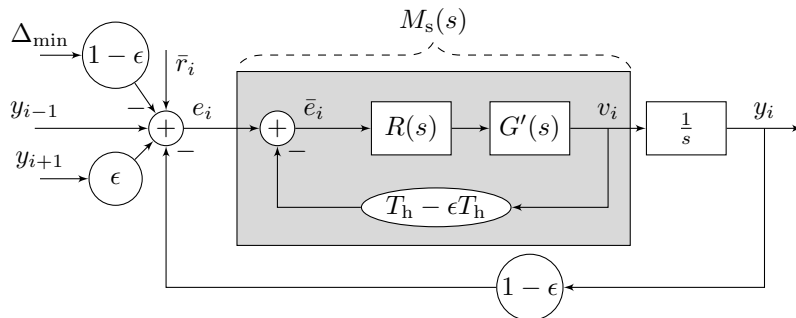 M_s(s)
Δ_min
1 − ϵ
r̄_i
−
y_{i−1}
+
e_i
+
ē_i
R(s)
G′(s)
v_i
1/s
y_i
y_{i+1}
ϵ
−
−
T_h − ϵT_h
1 − ϵ